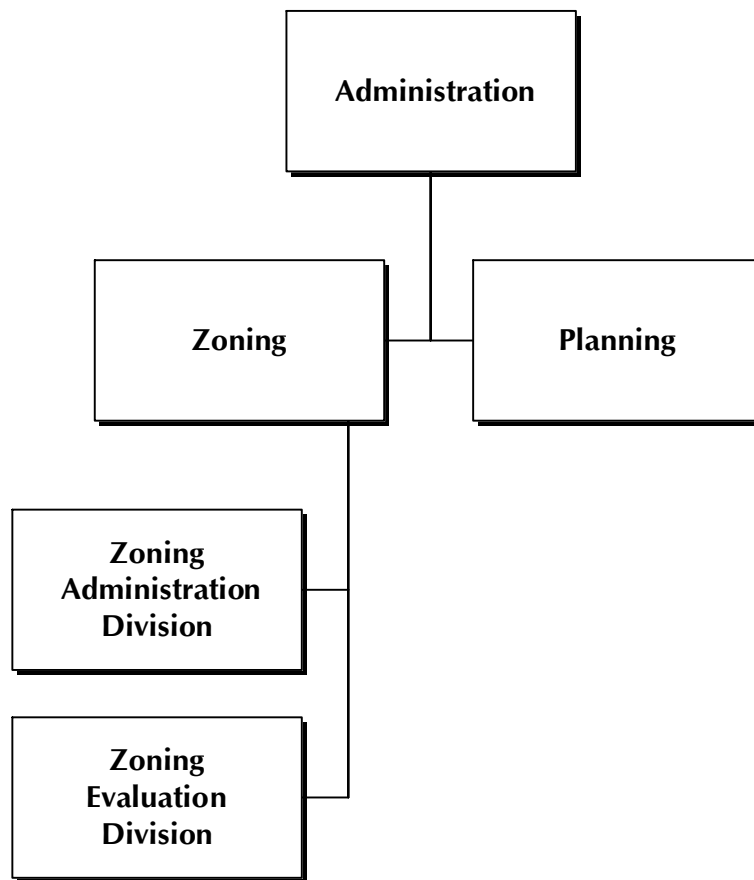 Administration
Zoning
Planning
Zoning
Administration
Division
Zoning
Evaluation
Division